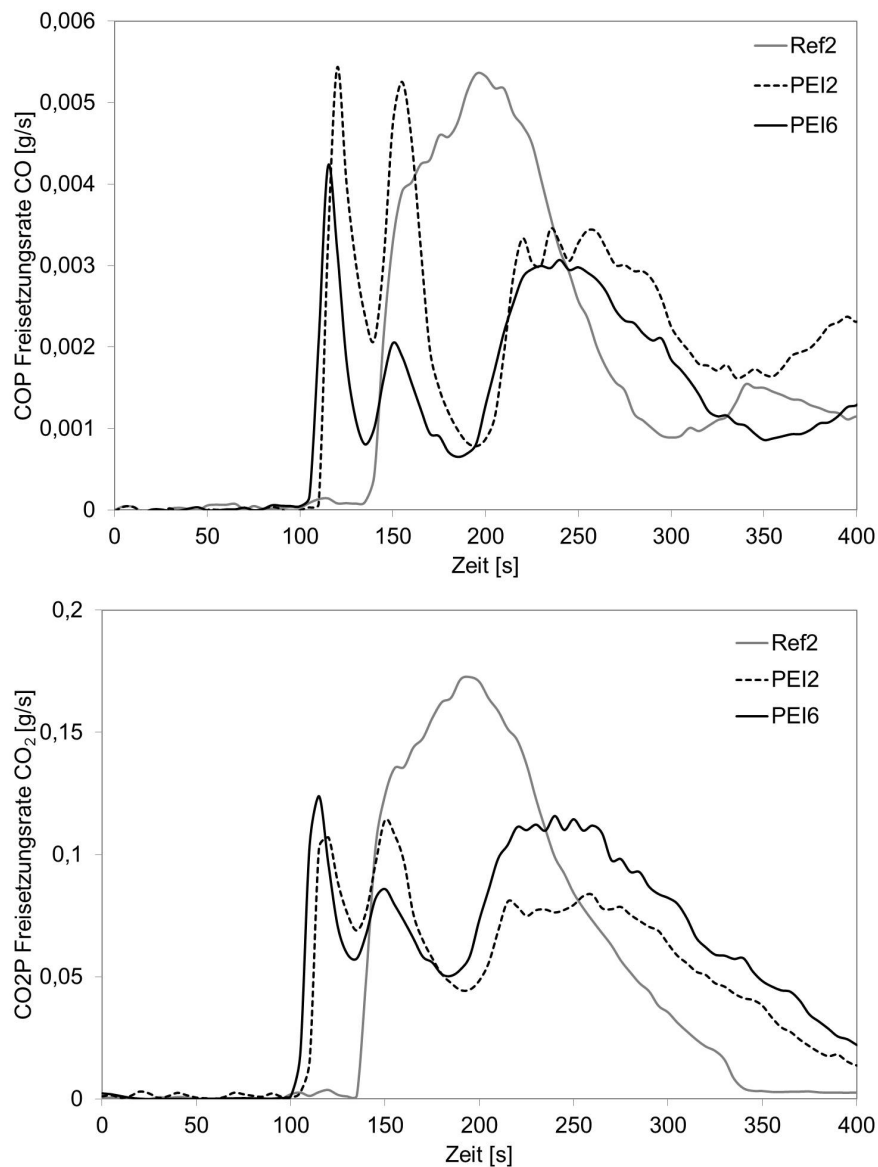 COP Freisetzungsrate CO [g/s]
0,006
0,005
0,004
0,003
0,002
0,001
0
Ref2
PEI2
PEI6
0 50 100 150 200 250 300 350 400
Zeit [s]
CO2P Freisetzungsrate CO₂ [g/s]
0,2
0,15
0,1
0,05
0
Ref2
PEI2
PEI6
0 50 100 150 200 250 300 350 400
Zeit [s]